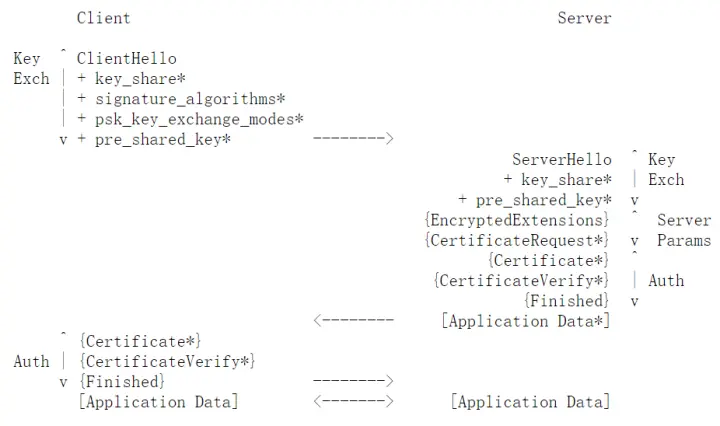 Client                                           Server

Key  ^ ClientHello
Exch | + key_share*
     | + signature_algorithms*
     | + psk_key_exchange_modes*
     v + pre_shared_key*       -------->
                                                  ServerHello  ^ Key
                                                 + key_share*  | Exch
                                            + pre_shared_key*  v
                                        {EncryptedExtensions}  ^  Server
                                        {CertificateRequest*}  v  Params
                                               {Certificate*}  ^
                                         {CertificateVerify*}  | Auth
                                                   {Finished}  v
                               <--------  [Application Data*]
     ^ {Certificate*}
Auth | {CertificateVerify*}
     v {Finished}              -------->
       [Application Data]      <------->  [Application Data]